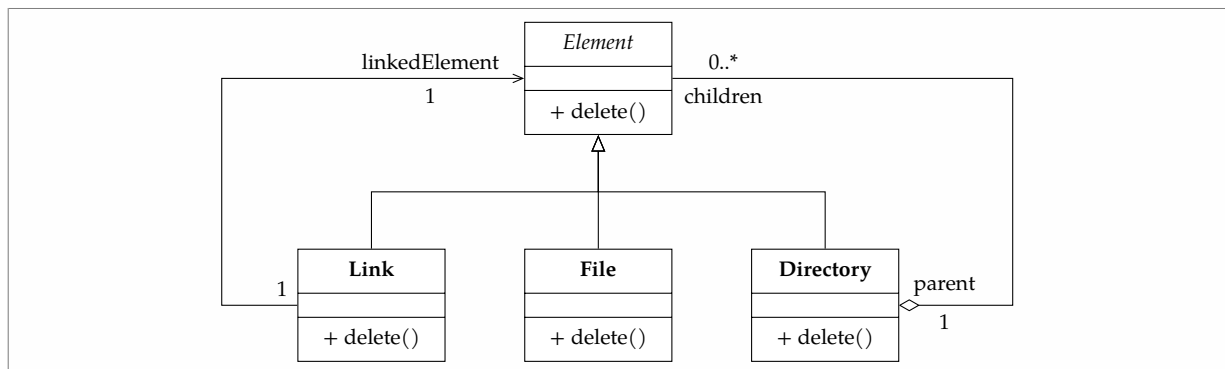 Element
linkedElement
0..*
1
children
+ delete()
Link
File
Directory
1
parent
1
+ delete()
+ delete()
+ delete()